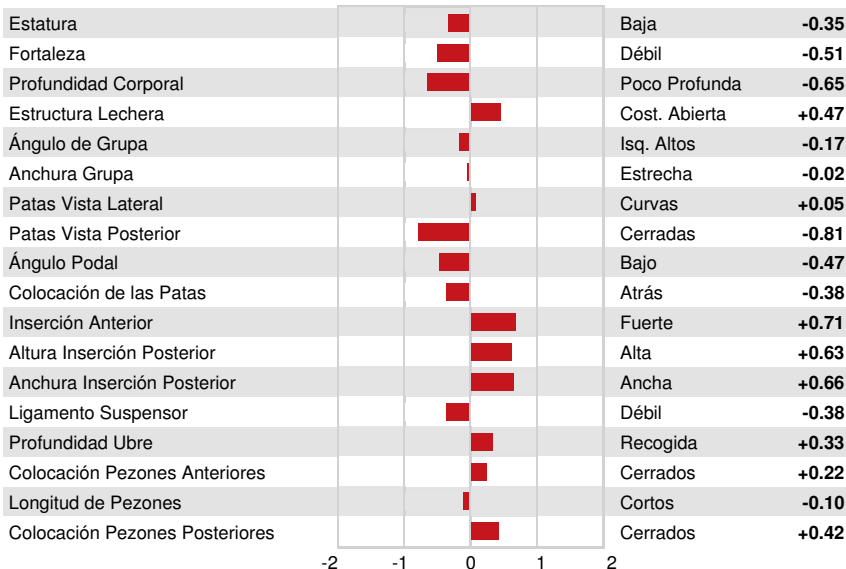 Estatura Baja -0.35
Fortaleza Débil -0.51
Profundidad Corporal Poco Profunda -0.65
Estructura Lechera Cost. Abierta +0.47
Ángulo de Grupa Isq. Altos -0.17
Anchura Grupa Estrecha -0.02
Patas Vista Lateral Curvas +0.05
Patas Vista Posterior Cerradas -0.81
Ángulo Podal Bajo -0.47
Colocación de las Patas Atrás -0.38
Inserción Anterior Fuerte +0.71
Altura Inserción Posterior Alta +0.63
Anchura Inserción Posterior Ancha +0.66
Ligamento Suspensor Débil -0.38
Profundidad Ubre Recogida +0.33
Colocación Pezones Anteriores Cerrados +0.22
Longitud de Pezones Cortos -0.10
Colocación Pezones Posteriores Cerrados +0.42
-2 -1 0 1 2